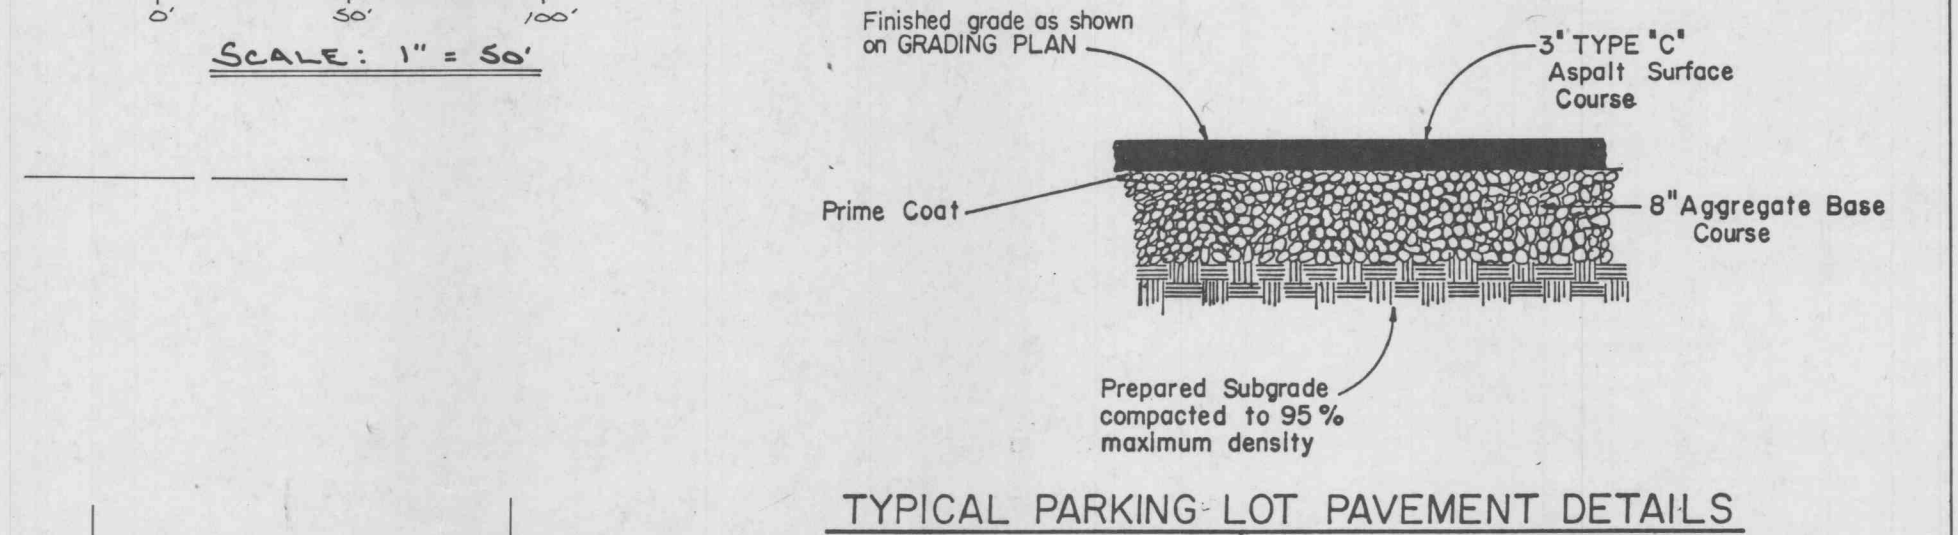 0' 50' 100'
SCALE: 1" = 50'
Finished grade as shown
on GRADING PLAN
3" TYPE "C"
Aspalt Surface
Course
Prime Coat
8" Aggregate Base
Course
Prepared Subgrade
compacted to 95%
maximum density
TYPICAL PARKING LOT PAVEMENT DETAILS